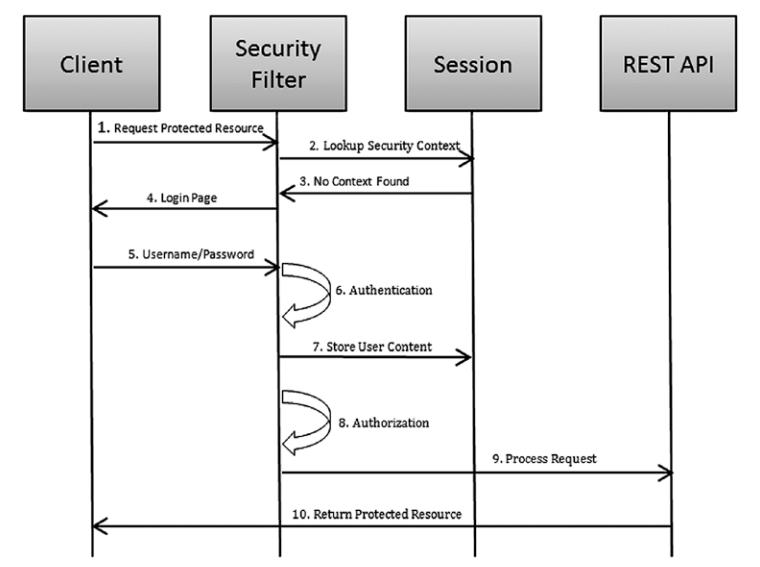 Client
Security
Filter
Session
REST API
1. Request Protected Resource
2. Lookup Security Context
3. No Context Found
4. Login Page
5. Username/Password
6. Authentication
7. Store User Content
8. Authorization
9. Process Request
10. Return Protected Resource